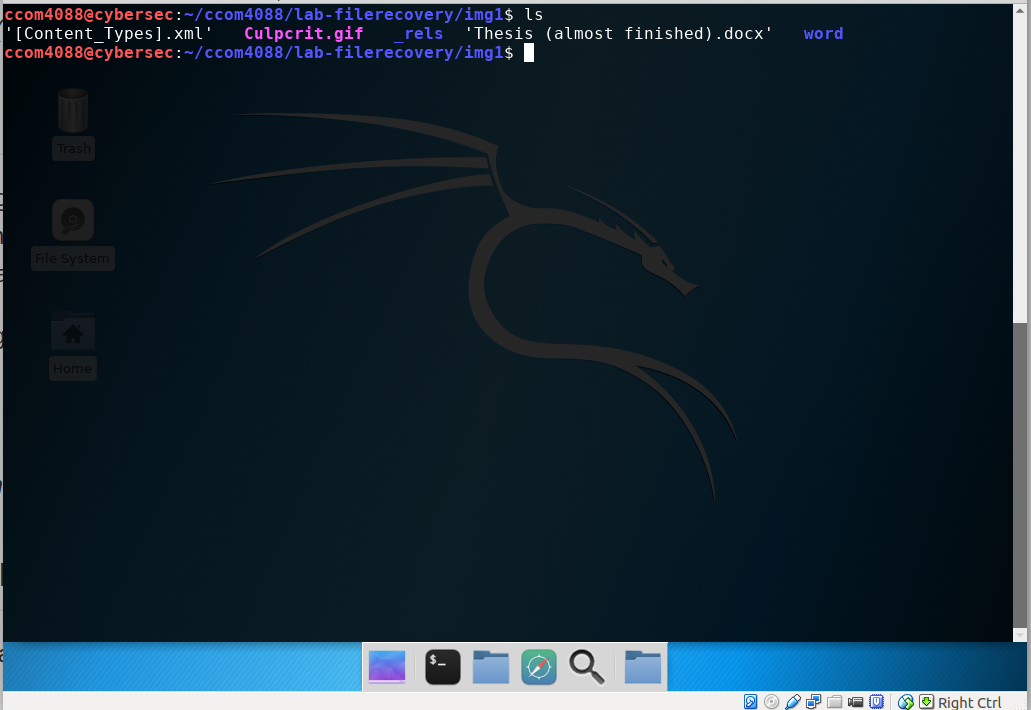 ccom4088@cybersec:~/ccom4088/lab-filerecovery/img1$ ls
'[Content_Types].xml'   Culpcrit.gif   _rels  'Thesis (almost finished).docx'   word
ccom4088@cybersec:~/ccom4088/lab-filerecovery/img1$
Trash
File System
Home
$_
Right Ctrl